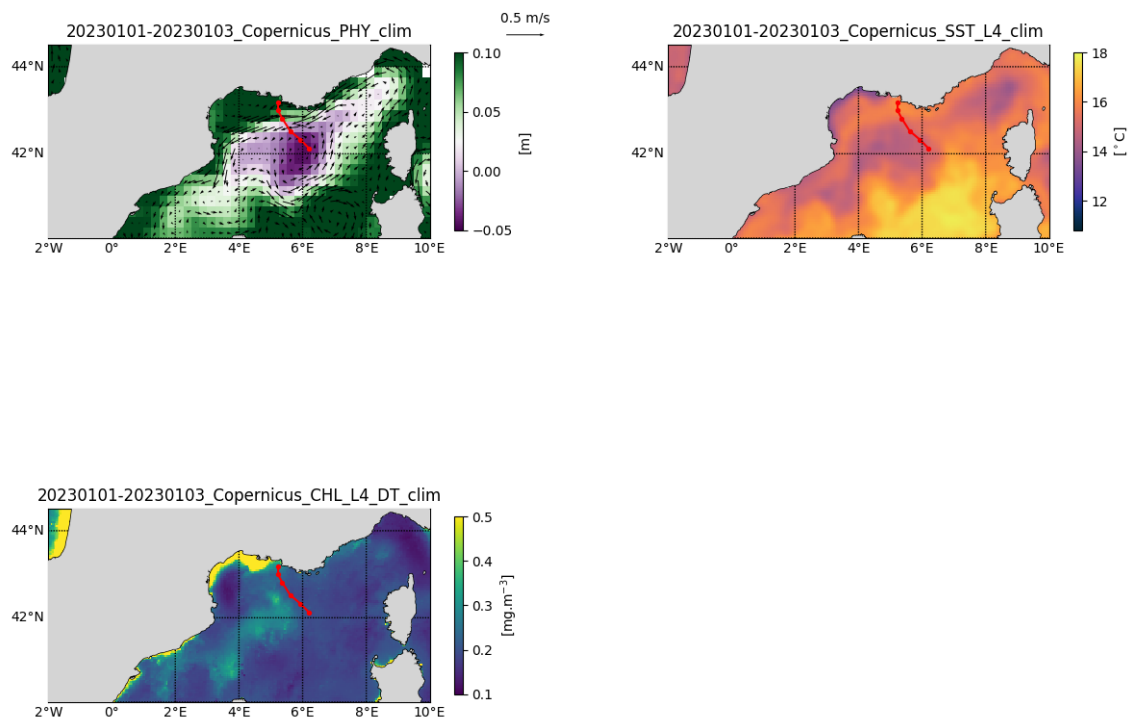 0.5 m/s
20230101-20230103_Copernicus_PHY_clim
44°N
42°N
2°W 0° 2°E 4°E 6°E 8°E 10°E
0.10
0.05
0.00
−0.05
[m]
20230101-20230103_Copernicus_SST_L4_clim
44°N
42°N
2°W 0° 2°E 4°E 6°E 8°E 10°E
18
16
14
12
[°C]
20230101-20230103_Copernicus_CHL_L4_DT_clim
44°N
42°N
2°W 0° 2°E 4°E 6°E 8°E 10°E
0.5
0.4
0.3
0.2
0.1
[mg.m⁻³]